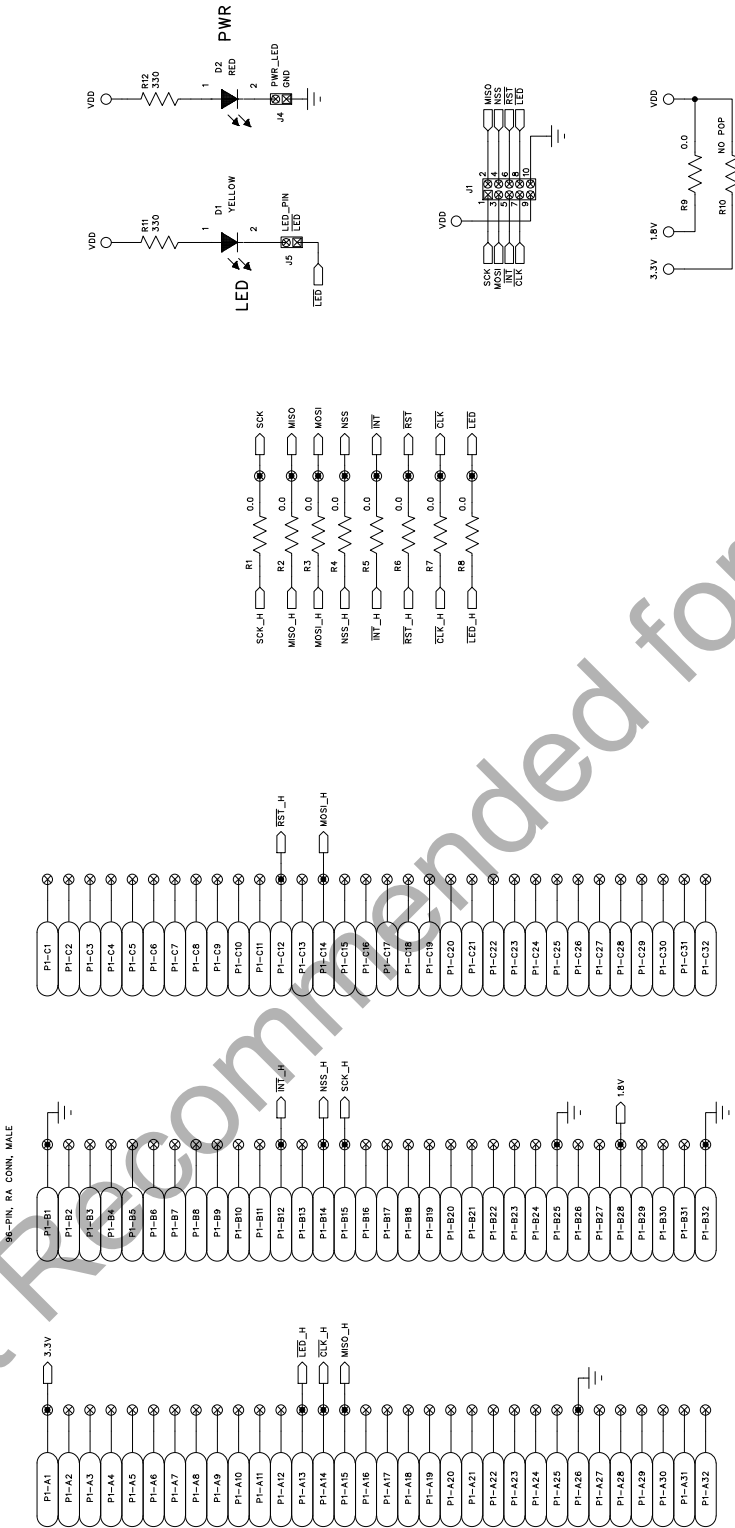 PWR
VDD
R12
330
1
D2
RED
2
PWR_LED
GND
J4
VDD
R11
330
1
D1
YELLOW
2
LED_PIN
LED
J5
LED
LED
MISO
NSS
RST
LED
J1
1 2
3 4
5 6
7 8
9 10
VDD
SCK
MOSI
INT
CLK
VDD
0.0
NO POP
R9
R10
1.8V
3.3V
SCK_H R1 0.0 SCK
MISO_H R2 0.0 MISO
MOSI_H R3 0.0 MOSI
NSS_H R4 0.0 NSS
INT_H R5 0.0 INT
RST_H R6 0.0 RST
CLK_H R7 0.0 CLK
LED_H R8 0.0 LED
P1-C1
P1-C2
P1-C3
P1-C4
P1-C5
P1-C6
P1-C7
P1-C8
P1-C9
P1-C10
P1-C11
P1-C12 RST_H
P1-C13
P1-C14 MOSI_H
P1-C15
P1-C16
P1-C17
P1-C18
P1-C19
P1-C20
P1-C21
P1-C22
P1-C23
P1-C24
P1-C25
P1-C26
P1-C27
P1-C28
P1-C29
P1-C30
P1-C31
P1-C32
96-PIN, RA CONN, MALE
P1-B1
P1-B2
P1-B3
P1-B4
P1-B5
P1-B6
P1-B7
P1-B8
P1-B9
P1-B10
P1-B11
P1-B12 INT_H
P1-B13
P1-B14 NSS_H
P1-B15 SCK_H
P1-B16
P1-B17
P1-B18
P1-B19
P1-B20
P1-B21
P1-B22
P1-B23
P1-B24
P1-B25
P1-B26
P1-B27
P1-B28 1.8V
P1-B29
P1-B30
P1-B31
P1-B32
P1-A1 3.3V
P1-A2
P1-A3
P1-A4
P1-A5
P1-A6
P1-A7
P1-A8
P1-A9
P1-A10
P1-A11
P1-A12
P1-A13 LED_H
P1-A14 CLK_H
P1-A15 MISO_H
P1-A16
P1-A17
P1-A18
P1-A19
P1-A20
P1-A21
P1-A22
P1-A23
P1-A24
P1-A25
P1-A26
P1-A27
P1-A28
P1-A29
P1-A30
P1-A31
P1-A32
Recommended for